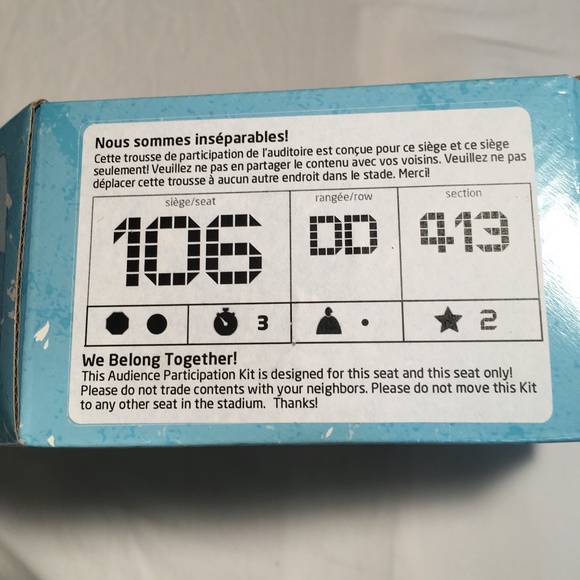 Nous sommes inséparables!
Cette trousse de participation de l'auditoire est conçue pour ce siège et ce siège
seulement! Veuillez ne pas en partager le contenu avec vos voisins. Veuillez ne pas
déplacer cette trousse à aucun autre endroit dans le stade. Merci!
siège/seat rangée/row section
106 DD 413
3 2
We Belong Together!
This Audience Participation Kit is designed for this seat and this seat only!
Please do not trade contents with your neighbors. Please do not move this Kit
to any other seat in the stadium. Thanks!